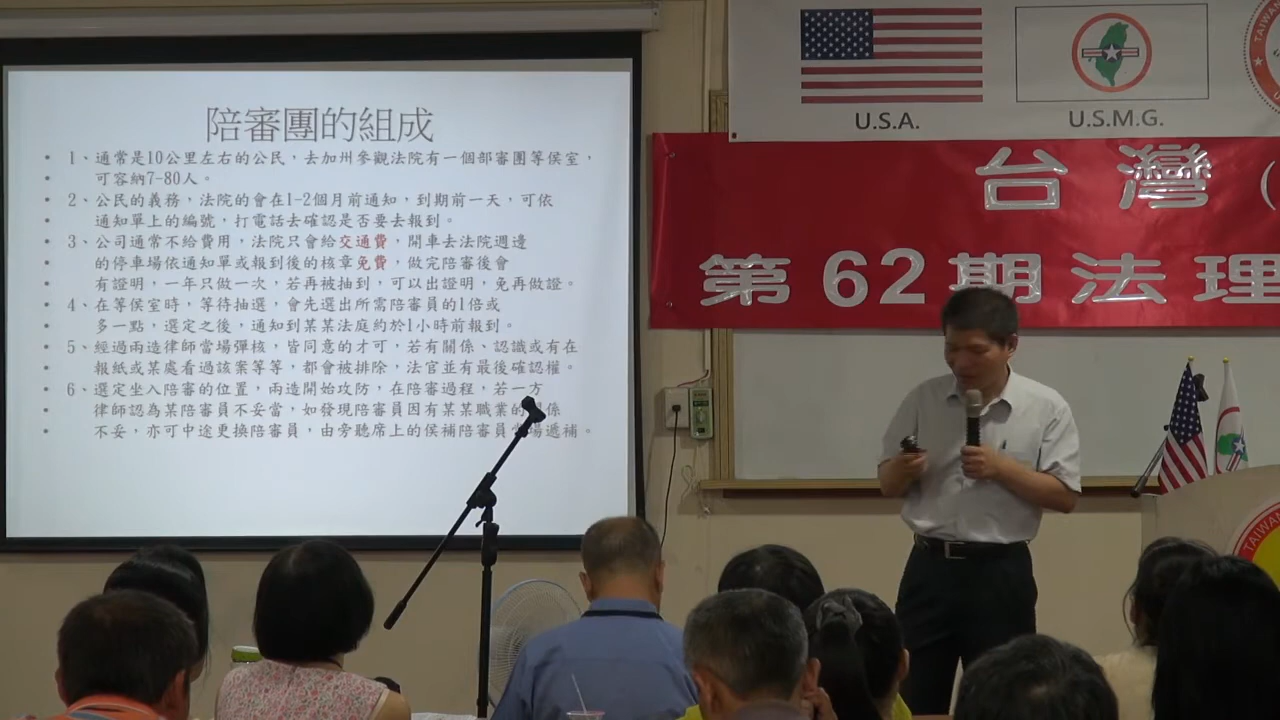 陪審團的組成
• 1、通常是10公里左右的公民，去加州參觀法院有一個部審團等侯室，
• 可容納7-80人。
• 2、公民的義務，法院的會在1-2個月前通知，到期前一天，可依
• 通知單上的編號，打電話去確認是否要去報到。
• 3、公司通常不給費用，法院只會給交通費，開車去法院週邊
• 的停車場依通知單或報到後的核章免費，做完陪審後會
• 有證明，一年只做一次，若再被抽到，可以出證明，免再做證。
• 4、在等侯室時，等待抽選，會先選出所需陪審員的1倍或
• 多一點，選定之後，通知到某某法庭約於1小時前報到。
• 5、經過兩造律師當場彈核，皆同意的才可，若有關係、認識或有在
• 報紙或某處看過該案等等，都會被排除，法官並有最後確認權。
• 6、選定坐入陪審的位置，兩造開始攻防，在陪審過程，若一方
• 律師認為某陪審員不妥當，如發現陪審員因有某某職業的關係
• 不妥，亦可中途更換陪審員，由旁聽席上的侯補陪審員當場遞補。
U.S.A.
U.S.M.G.
TAIWAN
台灣（
第62期法理
TAIWAN